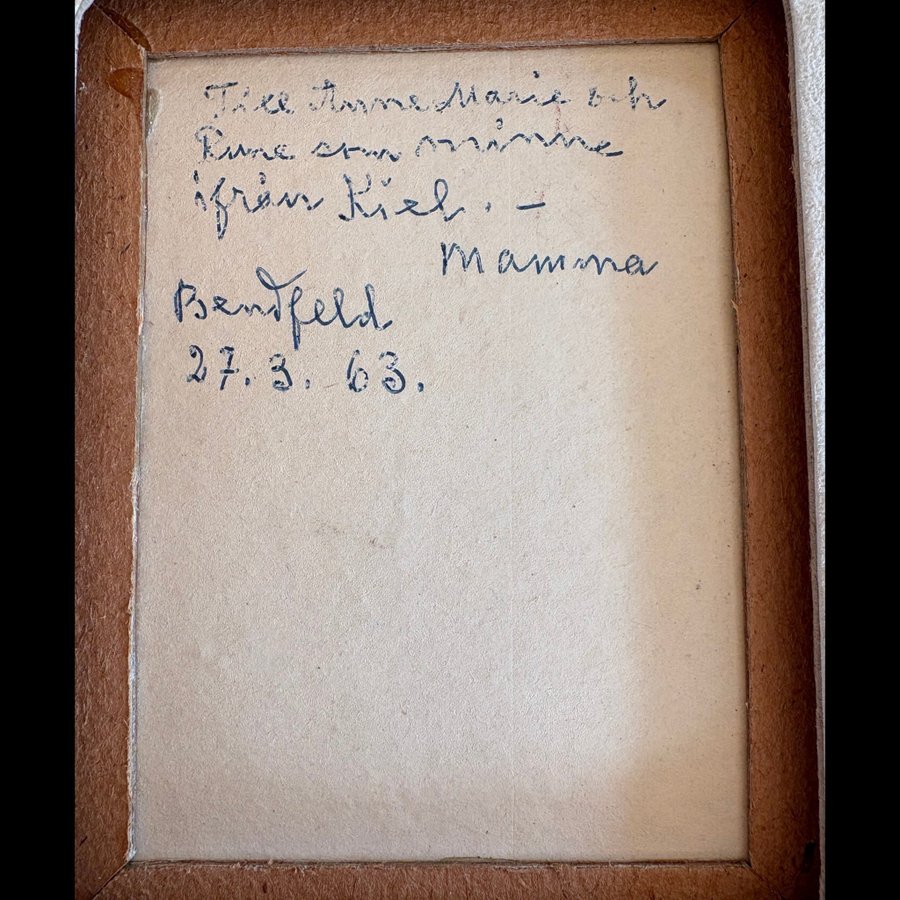 Till Anne Marie och
Rune som minne
ifrån Kiel. –
Mamma
Bendfeld
27.3.63.